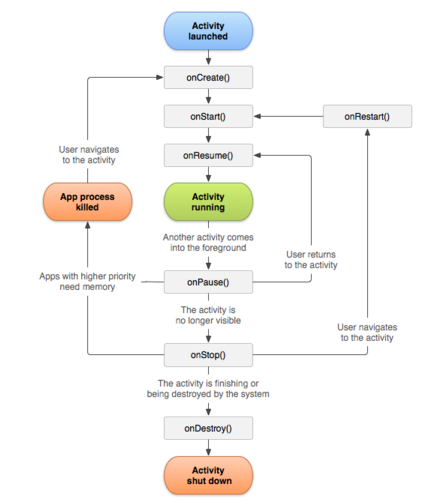 Activity
launched
onCreate()
onStart()
onRestart()
User navigates
to the activity
onResume()
App process
killed
Activity
running
Another activity comes
into the foreground
User returns
to the activity
Apps with higher priority
need memory
onPause()
The activity is
no longer visible
User navigates
to the activity
onStop()
The activity is finishing or
being destroyed by the system
onDestroy()
Activity
shut down